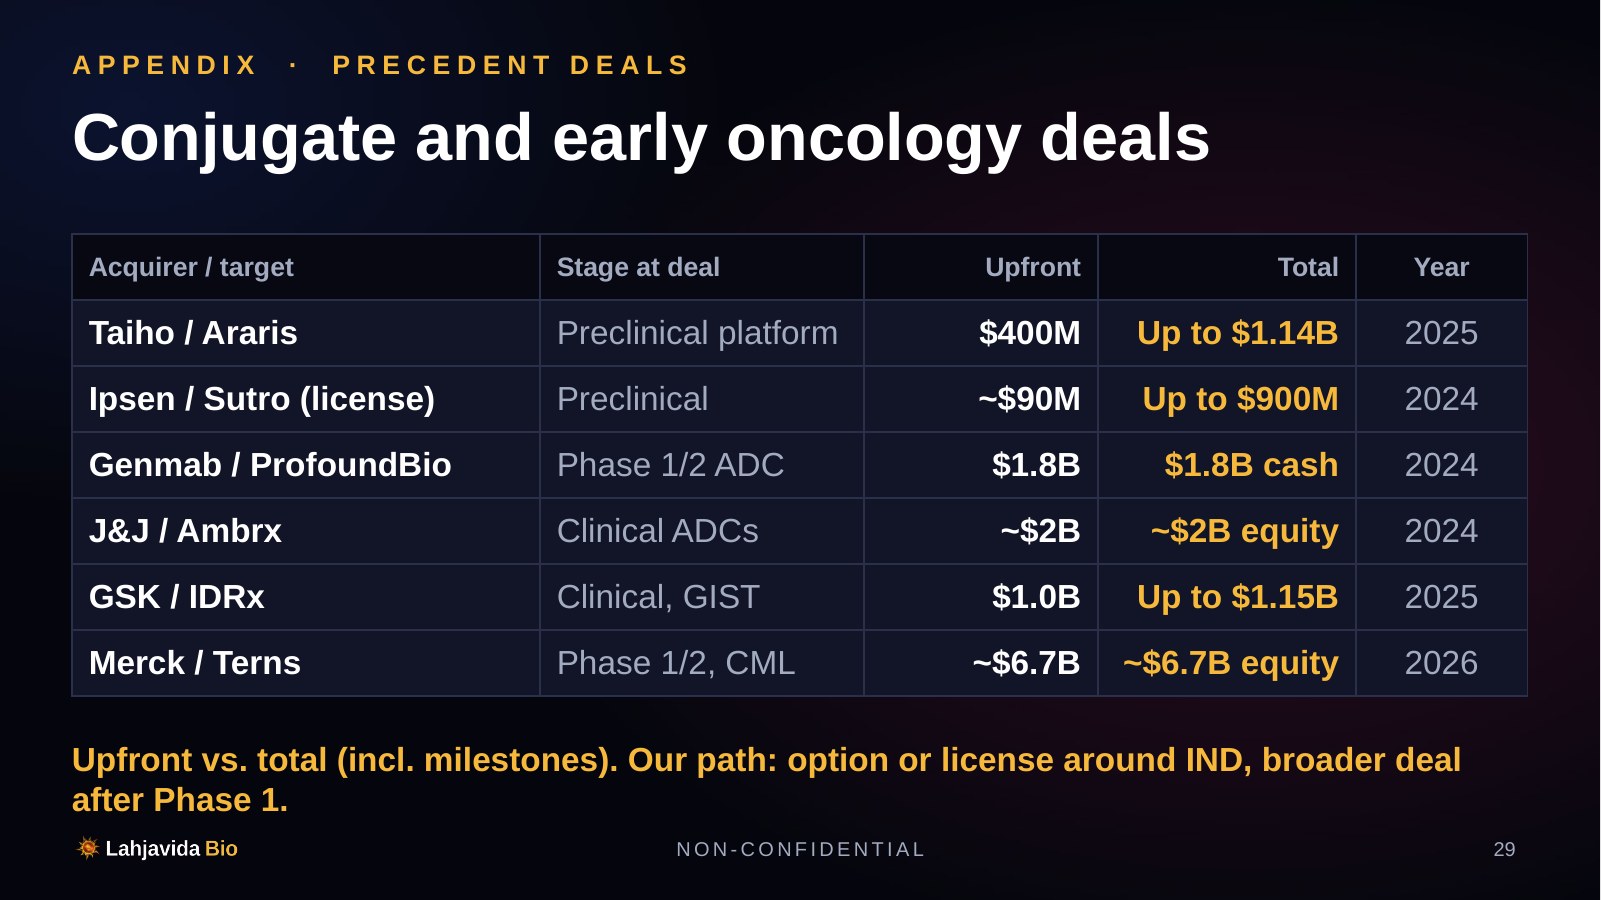 APPENDIX · PRECEDENT DEALS
Conjugate and early oncology deals
Acquirer / target Stage at deal Upfront Total Year
Taiho / Araris Preclinical platform $400M Up to $1.14B 2025
Ipsen / Sutro (license) Preclinical ~$90M Up to $900M 2024
Genmab / ProfoundBio Phase 1/2 ADC $1.8B $1.8B cash 2024
J&J / Ambrx Clinical ADCs ~$2B ~$2B equity 2024
GSK / IDRx Clinical, GIST $1.0B Up to $1.15B 2025
Merck / Terns Phase 1/2, CML ~$6.7B ~$6.7B equity 2026
Upfront vs. total (incl. milestones). Our path: option or license around IND, broader deal
after Phase 1.
Lahjavida Bio NON-CONFIDENTIAL 29